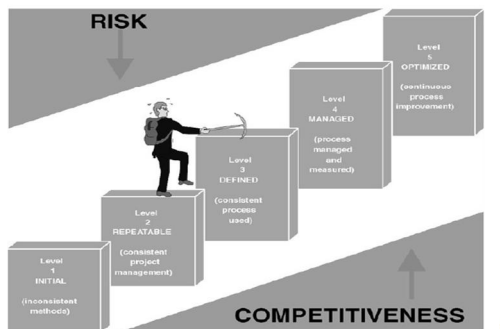 RISK
Level
5
OPTIMIZED
(continuous
process
improvement)
Level
4
MANAGED
(process
managed
and
measured)
Level
3
DEFINED
(consistent
process
used)
Level
2
REPEATABLE
(consistent
project
management)
Level
1
INITIAL
(inconsistent
methods)
COMPETITIVENESS